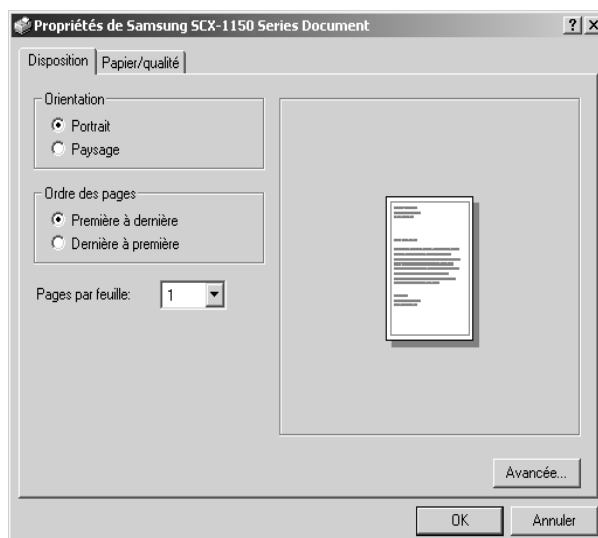 Propriétés de Samsung SCX-1150 Series Document
Disposition
Papier/qualité
Orientation
Portrait
Paysage
Ordre des pages
Première à dernière
Dernière à première
Pages par feuille:
1
Avancée...
OK
Annuler